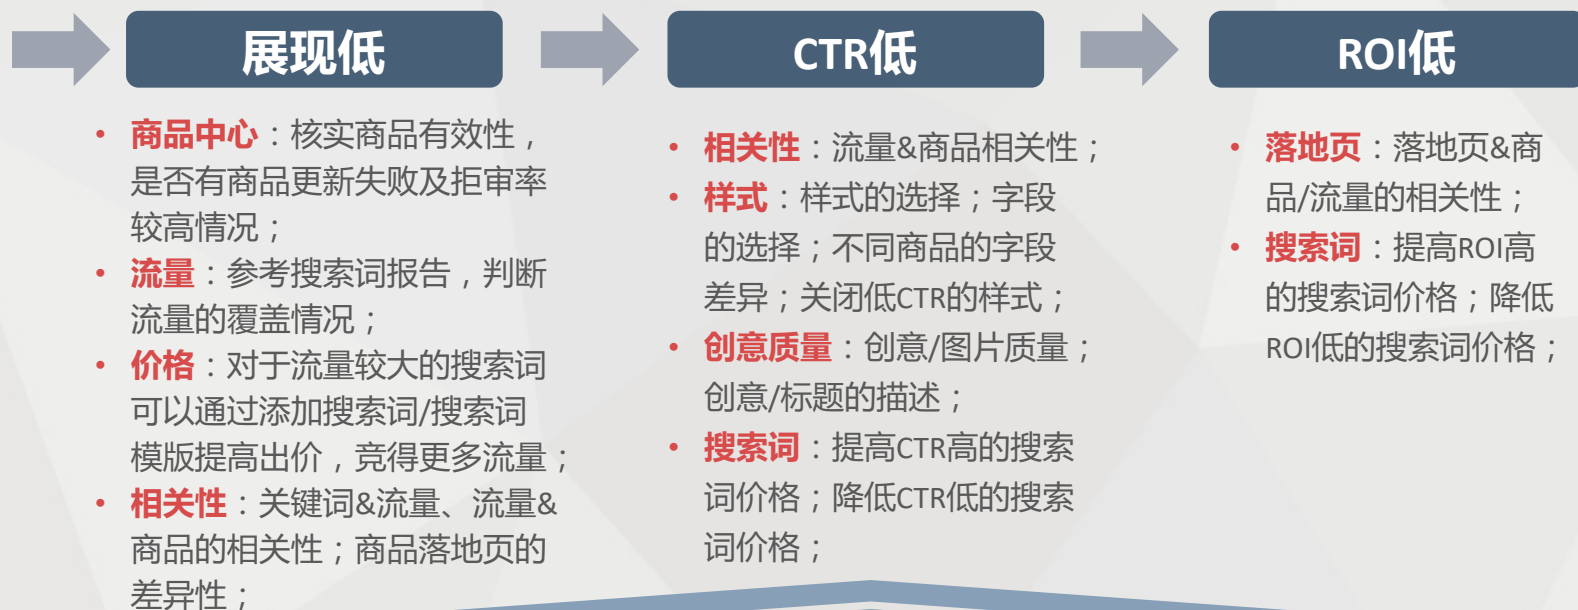 展现低
• 商品中心：核实商品有效性，
是否有商品更新失败及拒审率
较高情况；
• 流量：参考搜索词报告，判断
流量的覆盖情况；
• 价格：对于流量较大的搜索词
可以通过添加搜索词/搜索词
模版提高出价，竞得更多流量；
• 相关性：关键词&流量、流量&
商品的相关性；商品落地页的
差异性；
CTR低
• 相关性：流量&商品相关性；
• 样式：样式的选择；字段
的选择；不同商品的字段
差异；关闭低CTR的样式；
• 创意质量：创意/图片质量；
创意/标题的描述；
• 搜索词：提高CTR高的搜索
词价格；降低CTR低的搜索
词价格；
ROI低
• 落地页：落地页&商
品/流量的相关性；
• 搜索词：提高ROI高
的搜索词价格；降低
ROI低的搜索词价格；